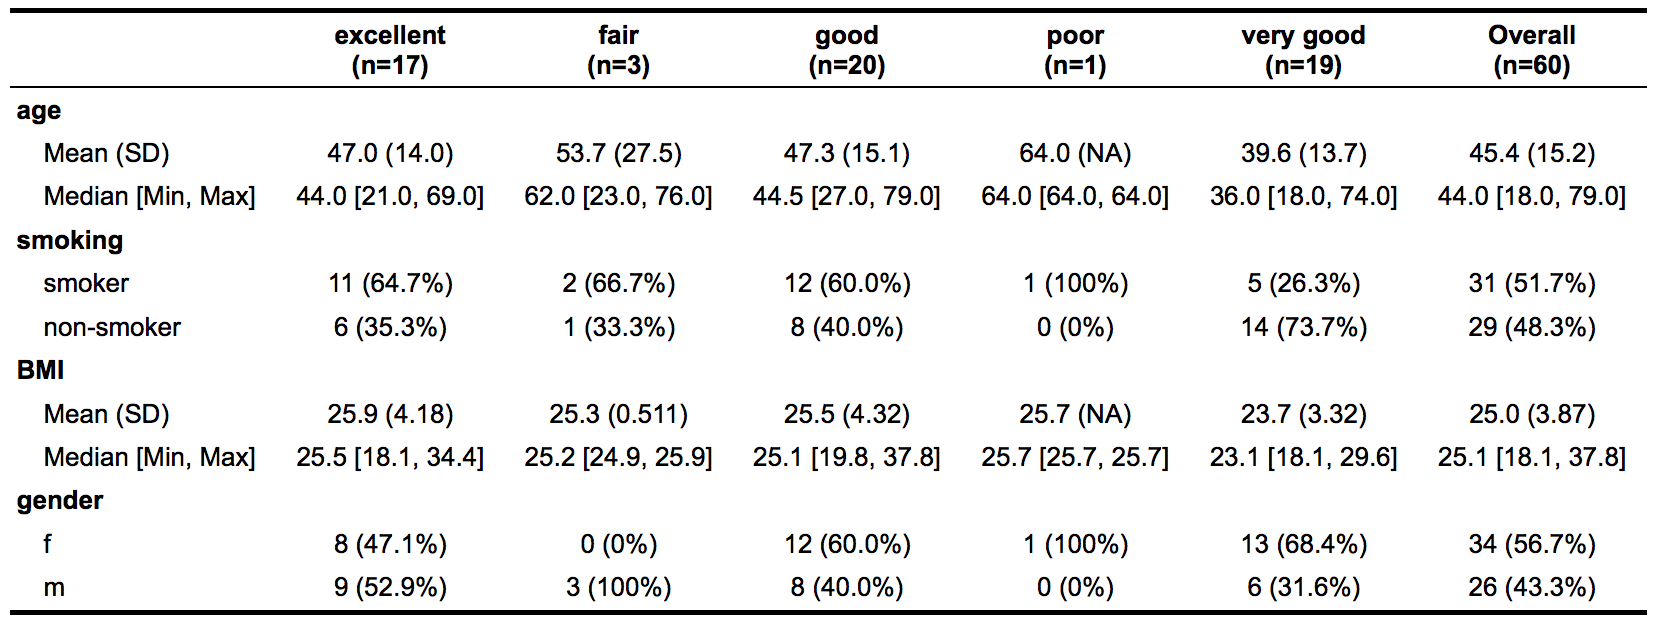 excellent fair good poor very good Overall
(n=17) (n=3) (n=20) (n=1) (n=19) (n=60)
age
Mean (SD) 47.0 (14.0) 53.7 (27.5) 47.3 (15.1) 64.0 (NA) 39.6 (13.7) 45.4 (15.2)
Median [Min, Max] 44.0 [21.0, 69.0] 62.0 [23.0, 76.0] 44.5 [27.0, 79.0] 64.0 [64.0, 64.0] 36.0 [18.0, 74.0] 44.0 [18.0, 79.0]
smoking
smoker 11 (64.7%) 2 (66.7%) 12 (60.0%) 1 (100%) 5 (26.3%) 31 (51.7%)
non-smoker 6 (35.3%) 1 (33.3%) 8 (40.0%) 0 (0%) 14 (73.7%) 29 (48.3%)
BMI
Mean (SD) 25.9 (4.18) 25.3 (0.511) 25.5 (4.32) 25.7 (NA) 23.7 (3.32) 25.0 (3.87)
Median [Min, Max] 25.5 [18.1, 34.4] 25.2 [24.9, 25.9] 25.1 [19.8, 37.8] 25.7 [25.7, 25.7] 23.1 [18.1, 29.6] 25.1 [18.1, 37.8]
gender
f 8 (47.1%) 0 (0%) 12 (60.0%) 1 (100%) 13 (68.4%) 34 (56.7%)
m 9 (52.9%) 3 (100%) 8 (40.0%) 0 (0%) 6 (31.6%) 26 (43.3%)